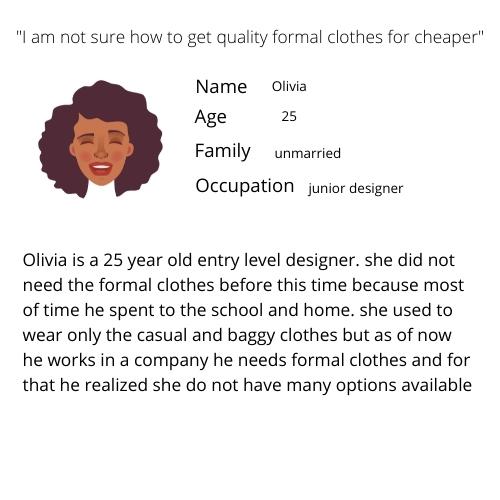 "I am not sure how to get quality formal clothes for cheaper"
Name Olivia
Age 25
Family unmarried
Occupation junior designer
Olivia is a 25 year old entry level designer. she did not
need the formal clothes before this time because most
of time he spent to the school and home. she used to
wear only the casual and baggy clothes but as of now
he works in a company he needs formal clothes and for
that he realized she do not have many options available